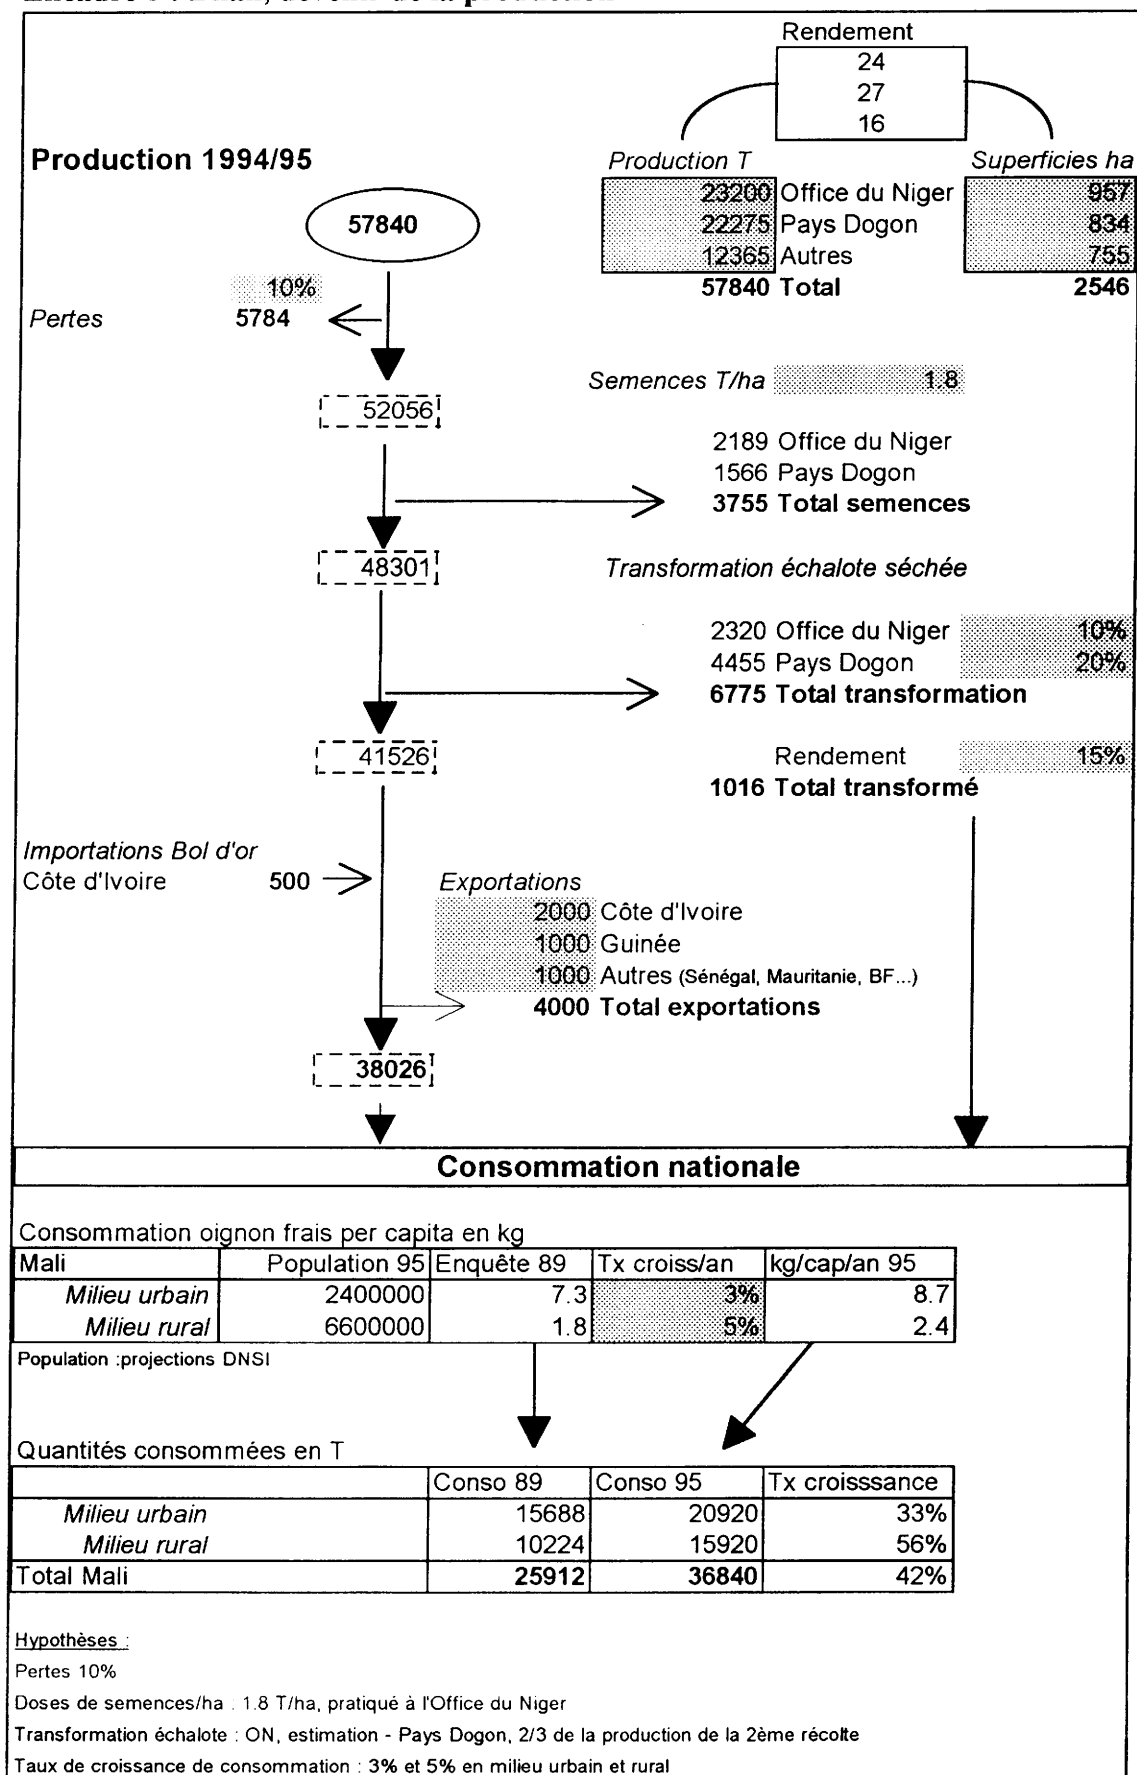 Rendement
24
27
16
Production 1994/95
Production T Superficies ha
23200 Office du Niger 957
57840
22275 Pays Dogon 834
12365 Autres 755
57840 Total 2546
10%
Pertes 5784
Semences T/ha 1.8
52056
2189 Office du Niger
1566 Pays Dogon
3755 Total semences
48301
Transformation échalote séchée
2320 Office du Niger 10%
4455 Pays Dogon 20%
6775 Total transformation
41526
Rendement 15%
1016 Total transformé
Importations Bol d'or
Côte d'Ivoire 500
Exportations
2000 Côte d'Ivoire
1000 Guinée
1000 Autres (Sénégal, Mauritanie, BF...)
4000 Total exportations
38026
Consommation nationale
Consommation oignon frais per capita en kg
Mali Population 95 Enquête 89 Tx croiss/an kg/cap/an 95
Milieu urbain 2400000 7.3 3% 8.7
Milieu rural 6600000 1.8 5% 2.4
Population :projections DNSI
Quantités consommées en T
Conso 89 Conso 95 Tx croisssance
Milieu urbain 15688 20920 33%
Milieu rural 10224 15920 56%
Total Mali 25912 36840 42%
Hypothèses :
Pertes 10%
Doses de semences/ha : 1.8 T/ha, pratiqué à l'Office du Niger
Transformation échalote : ON, estimation - Pays Dogon, 2/3 de la production de la 2ème récolte
Taux de croissance de consommation : 3% et 5% en milieu urbain et rural